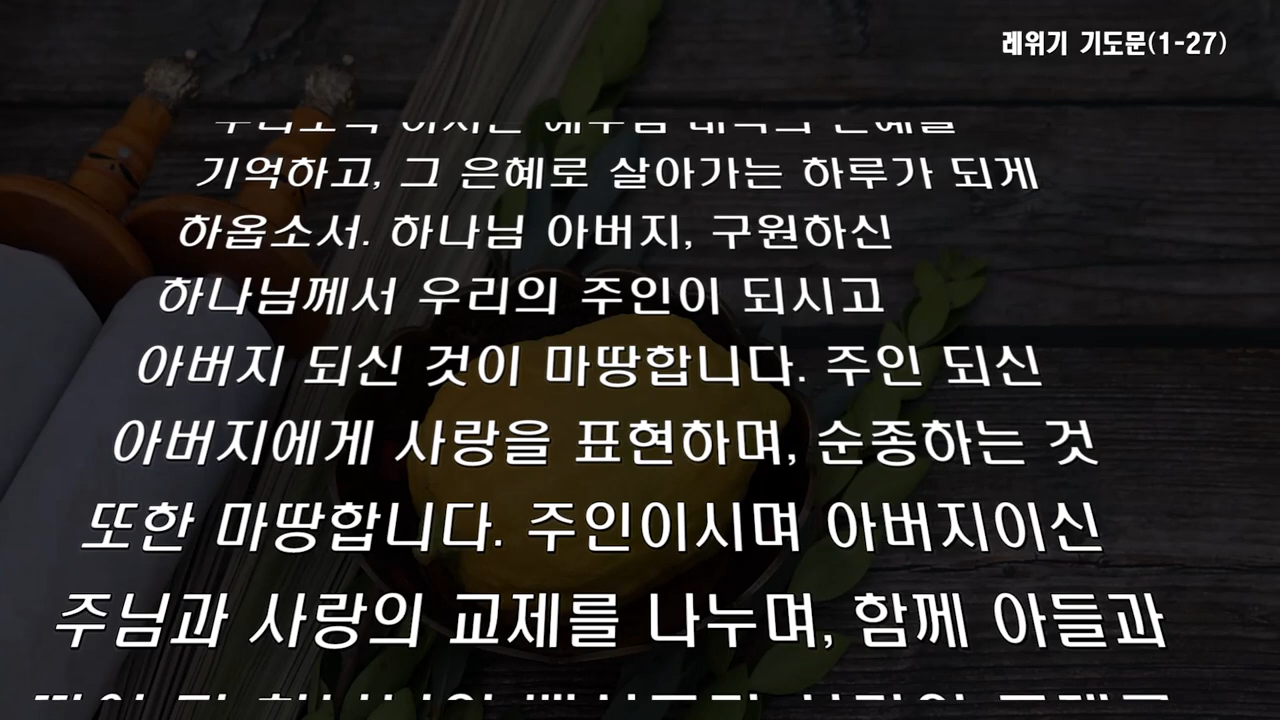 레위기 기도문(1-27)
기억하고, 그 은혜로 살아가는 하루가 되게
하옵소서. 하나님 아버지, 구원하신
하나님께서 우리의 주인이 되시고
아버지 되신 것이 마땅합니다. 주인 되신
아버지에게 사랑을 표현하며, 순종하는 것
또한 마땅합니다. 주인이시며 아버지이신
주님과 사랑의 교제를 나누며, 함께 아들과